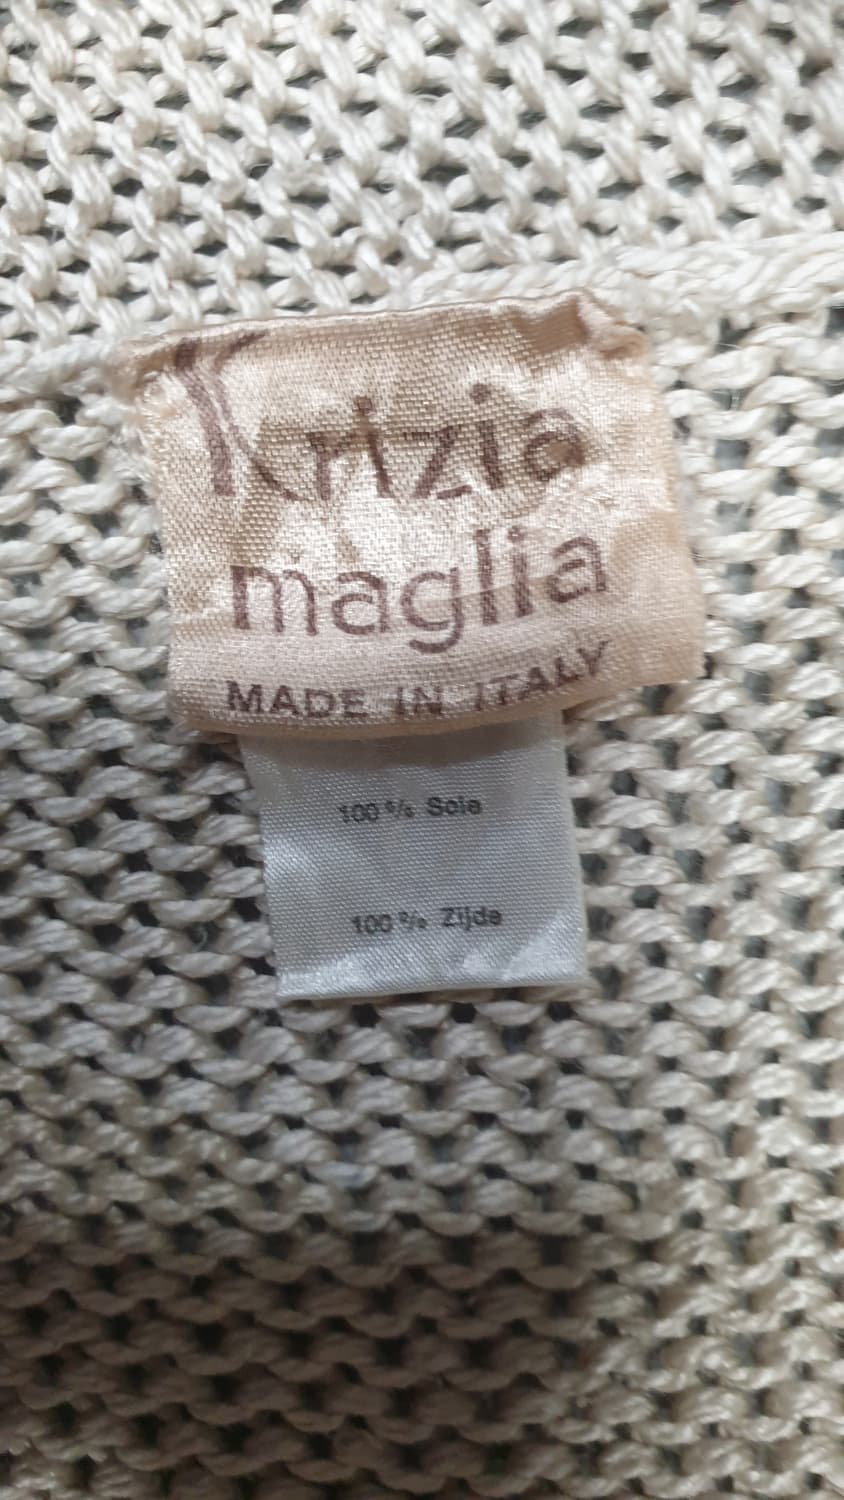 Krizia
maglia
MADE IN ITALY
100 % Soie
100 % Zijde